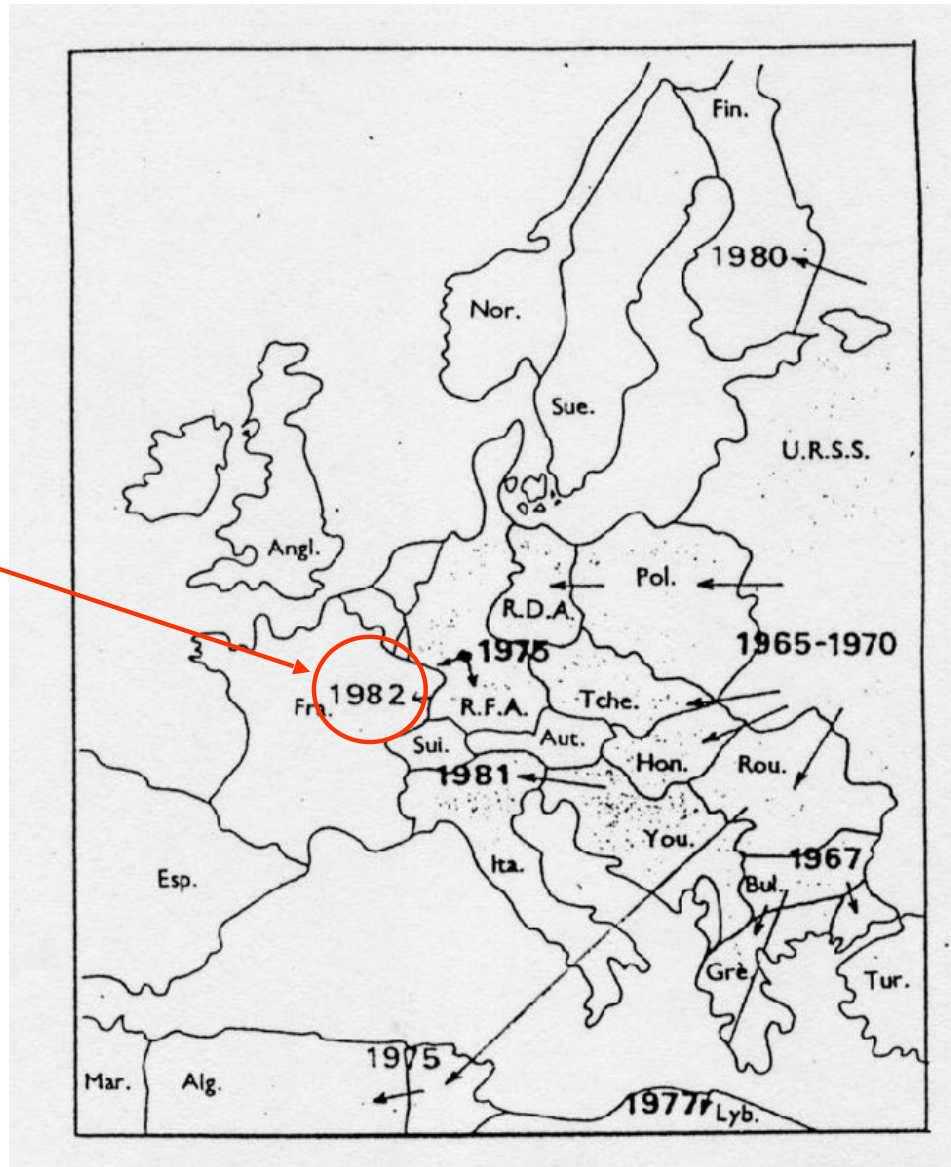 Fin.
1980
Nor.
Sue.
U.R.S.S.
Angl.
Pol.
R.D.A.
1975
1965-1970
1982
Fra.
R.F.A.
Tche.
Sui.
Aut.
1981
Hon.
Rou.
You.
Ita.
1967
Esp.
Bul.
Gre.
Tur.
1975
Mar.
Alg.
1977
Lyb.